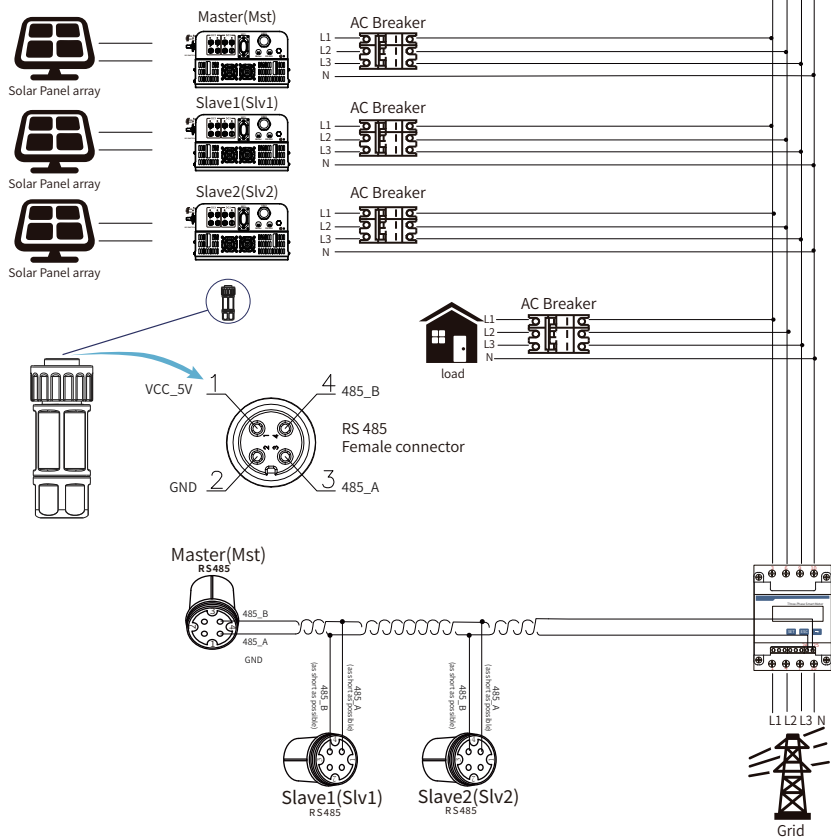 Master(Mst)
AC Breaker
L1
L2
L3
N
Solar Panel array
Slave1(Slv1)
AC Breaker
L1
L2
L3
N
Solar Panel array
Slave2(Slv2)
AC Breaker
L1
L2
L3
N
Solar Panel array
AC Breaker
L1
L2
L3
N
load
VCC_5V 1
4 485_B
1 4
2 3
RS 485
Female connector
GND 2
3 485_A
Master(Mst)
RS485
485_B
485_A
GND
485_B
(as short as possible)
485_A
(as short as possible)
485_B
(as short as possible)
485_A
(as short as possible)
Slave1(Slv1)
RS485
Slave2(Slv2)
RS485
L1 L2 L3 N
Grid